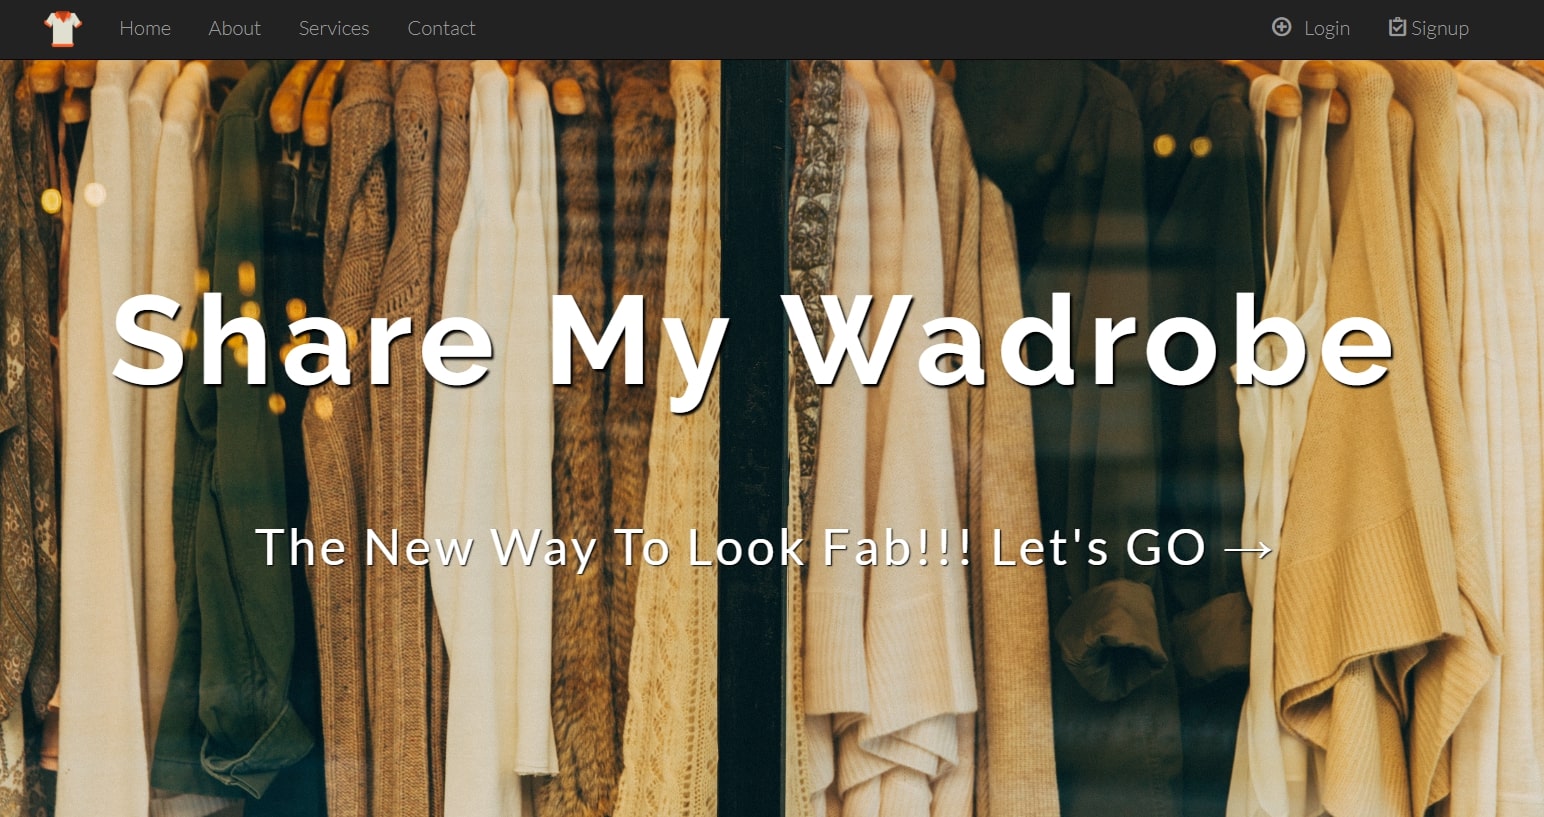 Home About Services Contact Login Signup
Share My Wadrobe
The New Way To Look Fab!!! Let's GO →